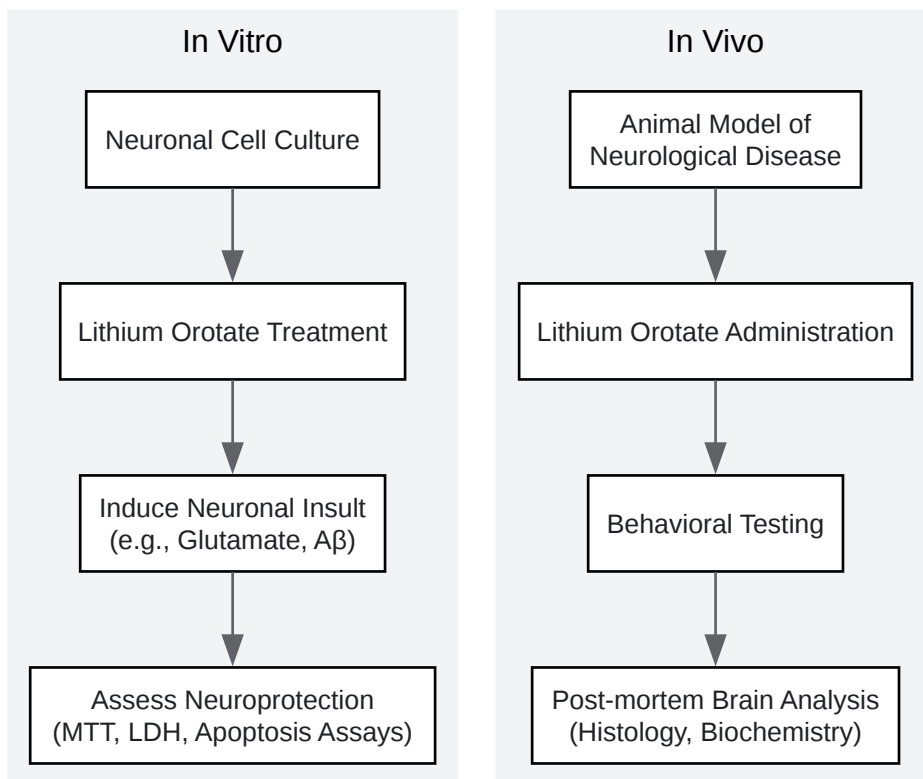 In Vitro
Neuronal Cell Culture
Lithium Orotate Treatment
Induce Neuronal Insult
(e.g., Glutamate, Aβ)
Assess Neuroprotection
(MTT, LDH, Apoptosis Assays)
In Vivo
Animal Model of
Neurological Disease
Lithium Orotate Administration
Behavioral Testing
Post-mortem Brain Analysis
(Histology, Biochemistry)